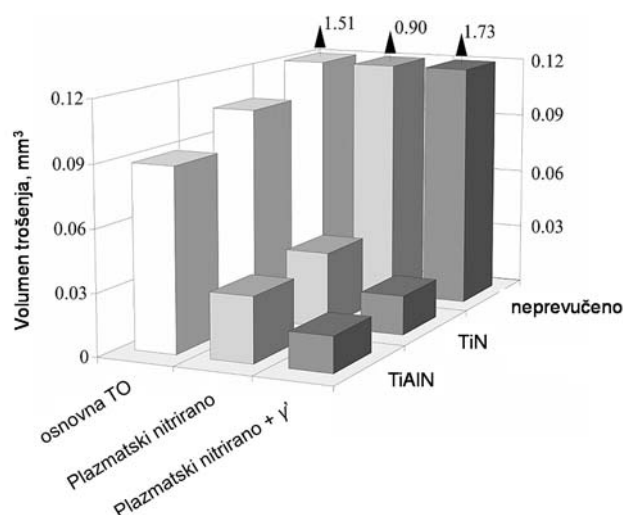 1.51
0.90
1.73
0.12
0.09
0.06
0.03
0
Volumen trošenja, mm³
0.12
0.09
0.06
0.03
neprevučeno
TiN
TiAlN
osnovna TO
Plazmatski nitrirano
Plazmatski nitrirano + γ'